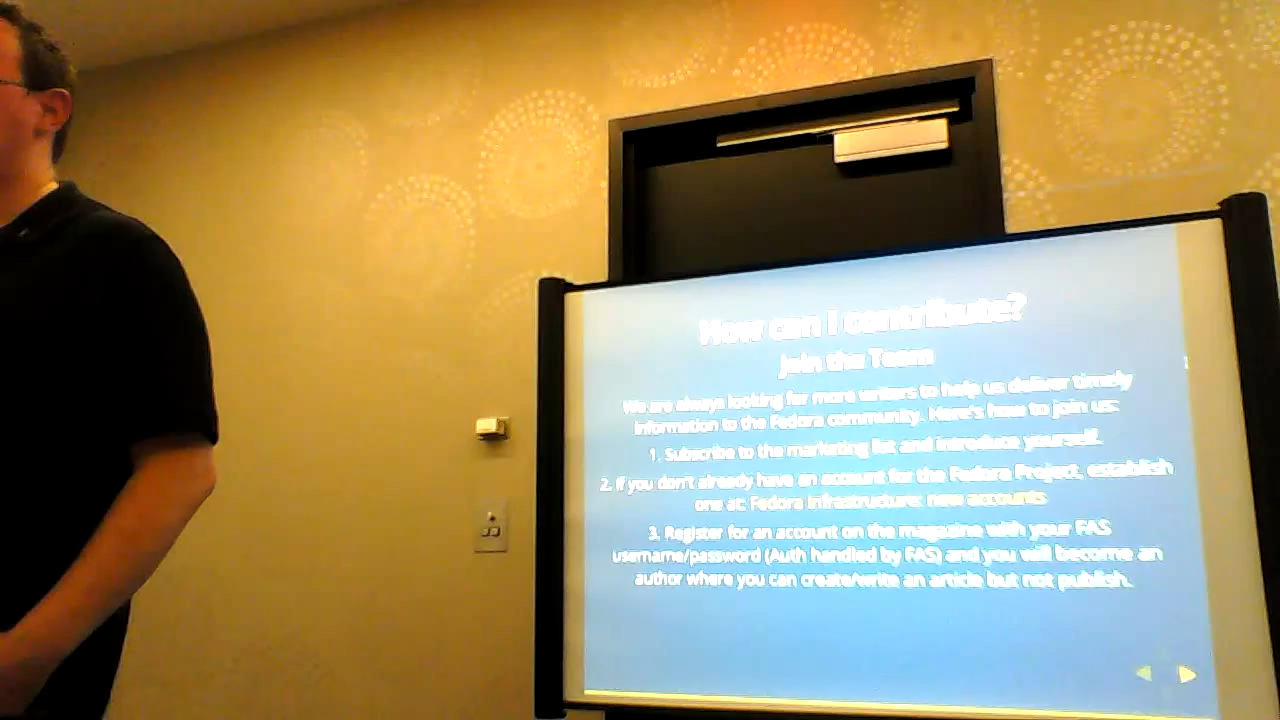 How can I contribute?
Join the Team
We are always looking for more writers to help us deliver timely
information to the Fedora community. Here's how to join us:
1. Subscribe to the marketing list and introduce yourself.
2. If you don't already have an account for the Fedora Project, establish
one at: Fedora Infrastructure: new accounts
3. Register for an account on the magazine with your FAS
username/password (Auth handled by FAS) and you will become an
author where you can create/write an article but not publish.